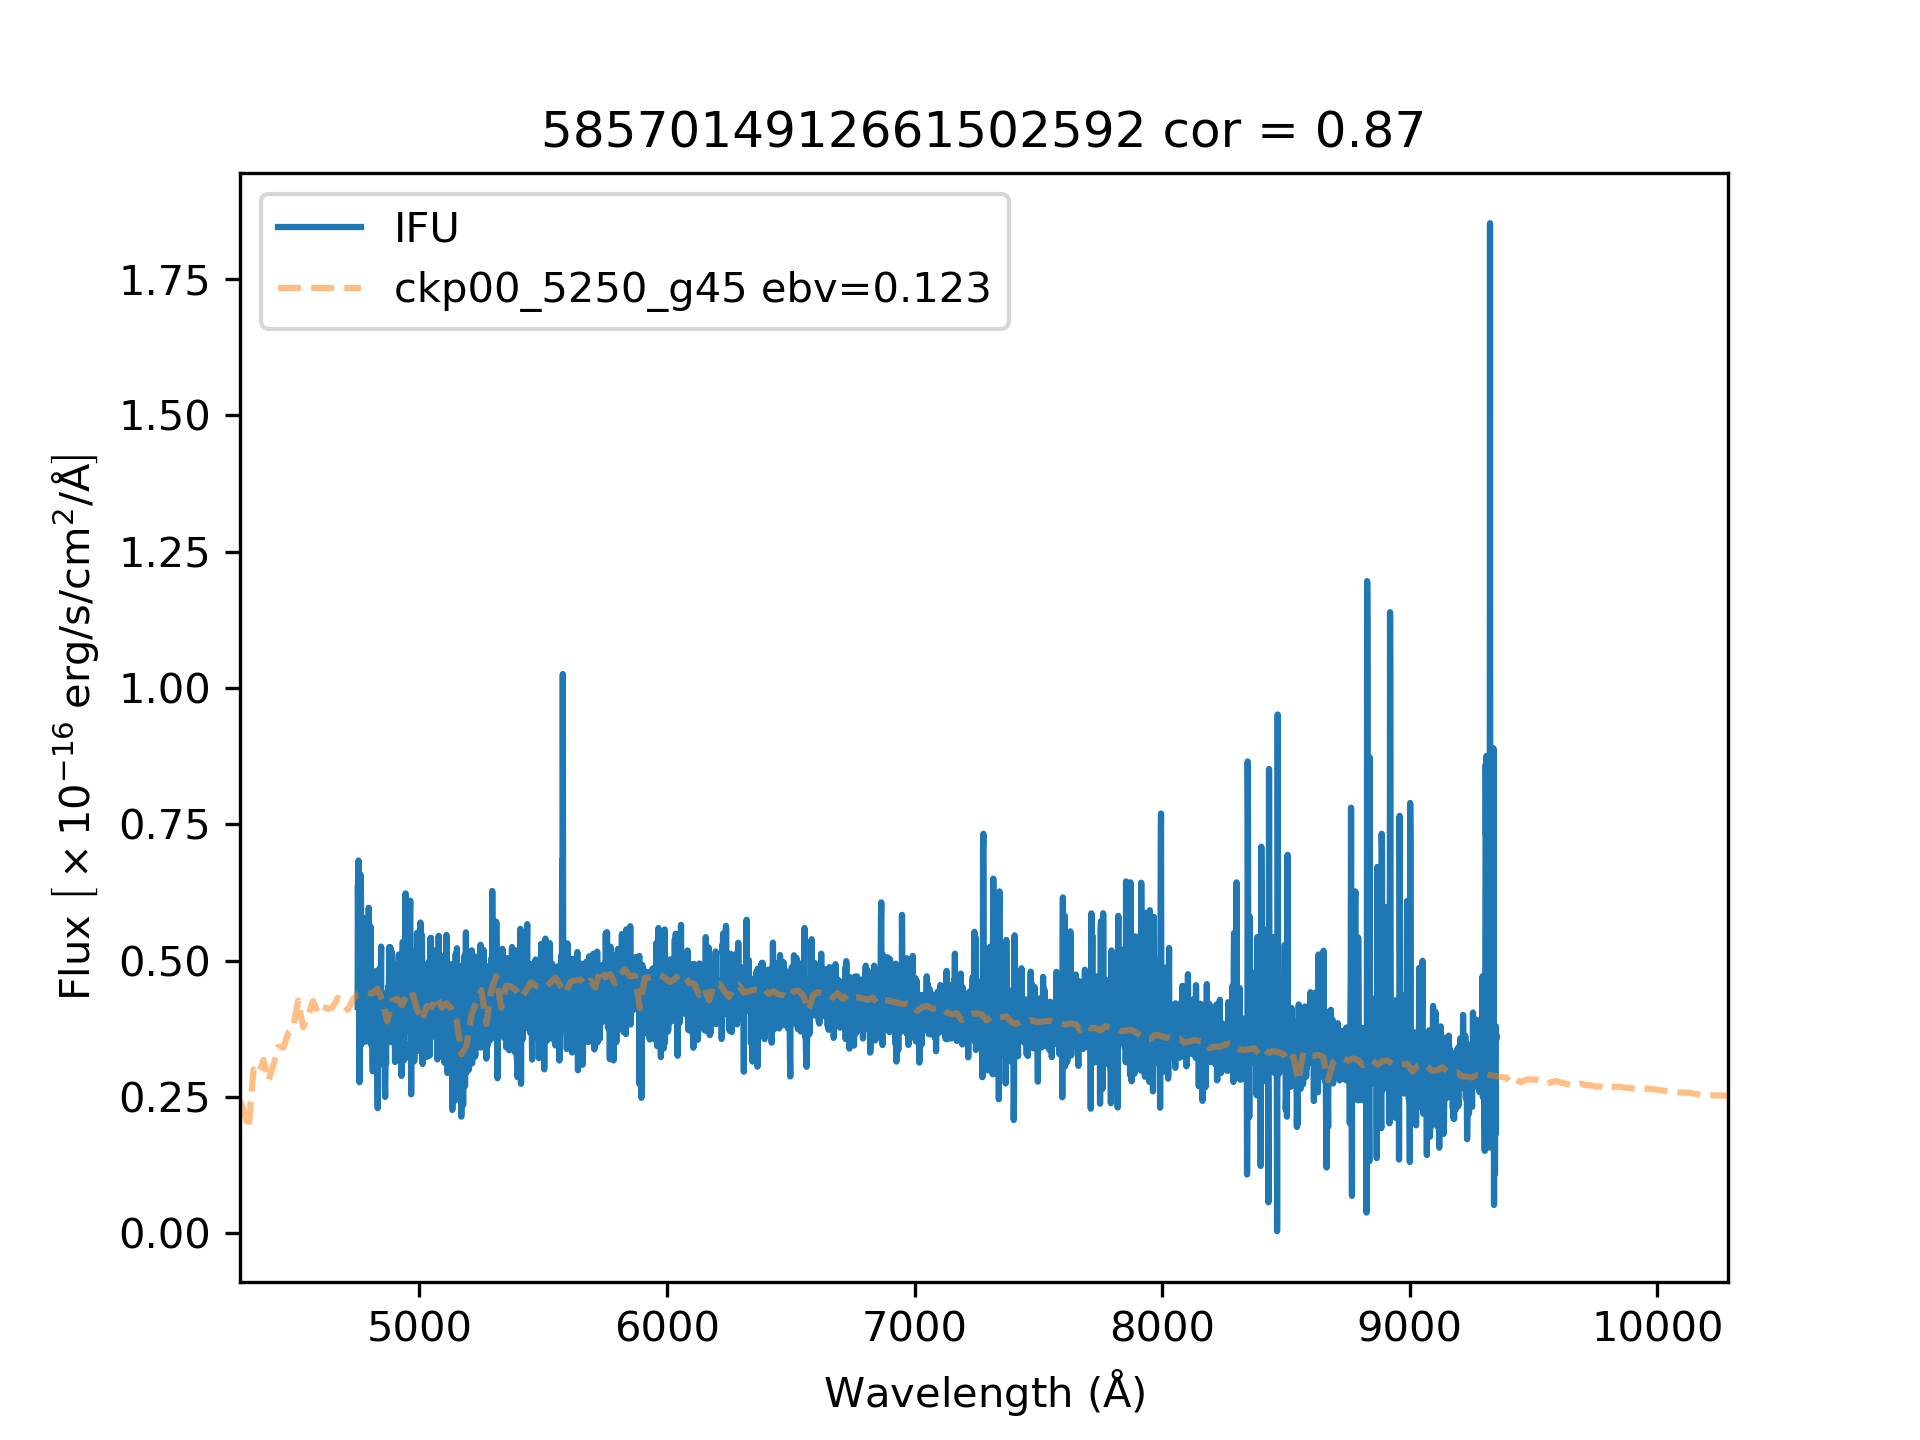 5857014912661502592 cor = 0.87
IFU
ckp00_5250_g45 ebv=0.123
Flux [×10⁻¹⁶ erg/s/cm²/Å]
1.75
1.50
1.25
1.00
0.75
0.50
0.25
0.00
5000 6000 7000 8000 9000 10000
Wavelength (Å)